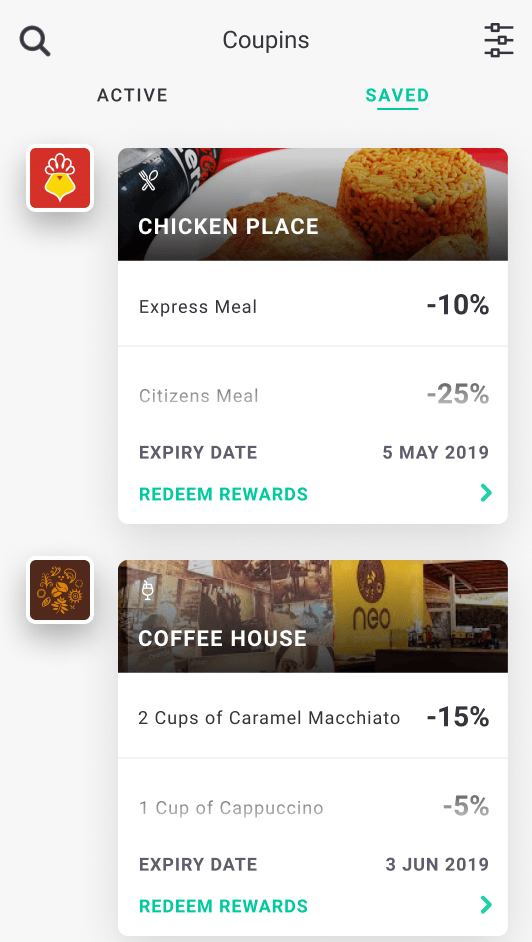 Coupins
ACTIVE
SAVED
CHICKEN PLACE
Express Meal -10%
Citizens Meal -25%
EXPIRY DATE 5 MAY 2019
REDEEM REWARDS
neo
COFFEE HOUSE
2 Cups of Caramel Macchiato -15%
1 Cup of Cappuccino -5%
EXPIRY DATE 3 JUN 2019
REDEEM REWARDS